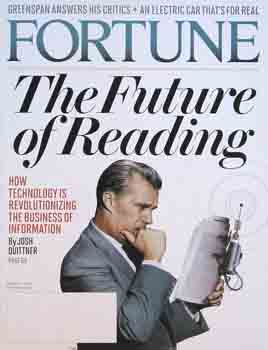 GREENSPAN ANSWERS HIS CRITICS + AN ELECTRIC CAR THAT'S FOR REAL
FORTUNE
The Future
of Reading
HOW
TECHNOLOGY IS
REVOLUTIONIZING
THE BUSINESS OF
INFORMATION
By JOSH
QUITTNER